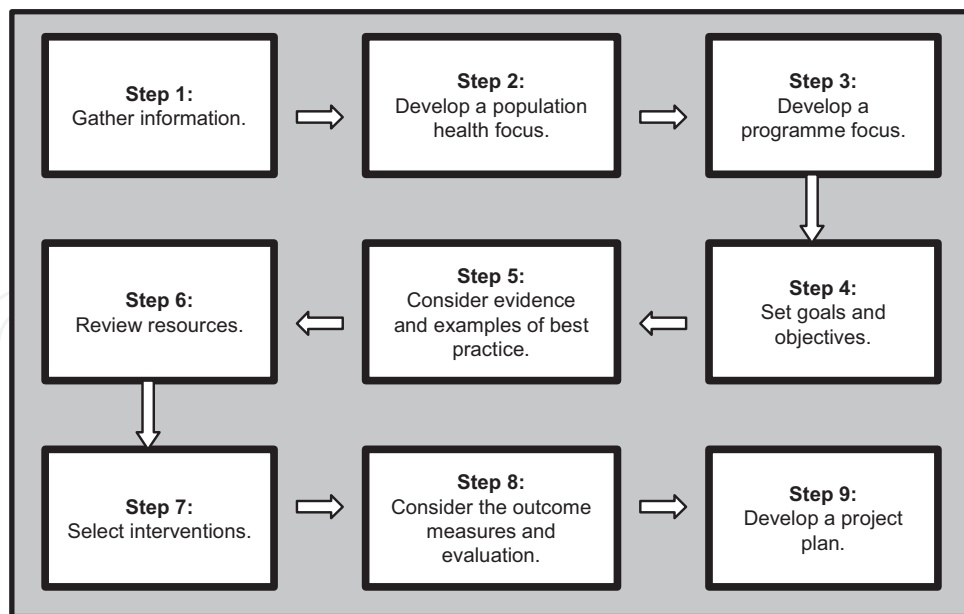 Step 1:
Gather information.
Step 2:
Develop a population
health focus.
Step 3:
Develop a
programme focus.
Step 4:
Set goals and
objectives.
Step 5:
Consider evidence
and examples of best
practice.
Step 6:
Review resources.
Step 7:
Select interventions.
Step 8:
Consider the outcome
measures and
evaluation.
Step 9:
Develop a project
plan.